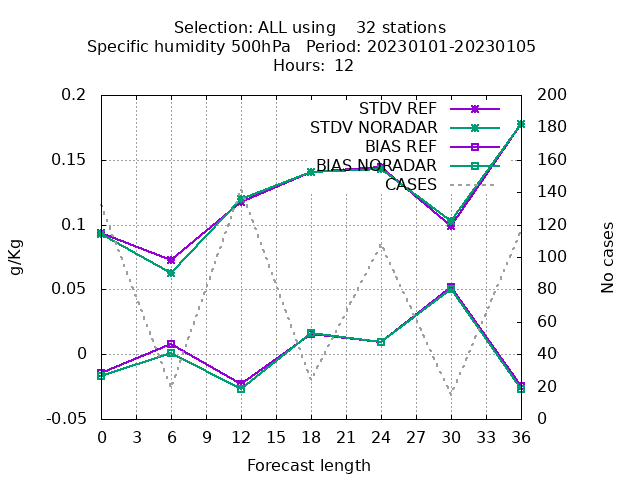 Selection: ALL using    32 stations
Specific humidity 500hPa   Period: 20230101-20230105
Hours: 12
STDV REF
STDV NORADAR
BIAS REF
BIAS NORADAR
CASES
0.2
0.15
0.1
0.05
0
-0.05
g/Kg
200
180
160
140
120
100
80
60
40
20
0
No cases
0 3 6 9 12 15 18 21 24 27 30 33 36
Forecast length